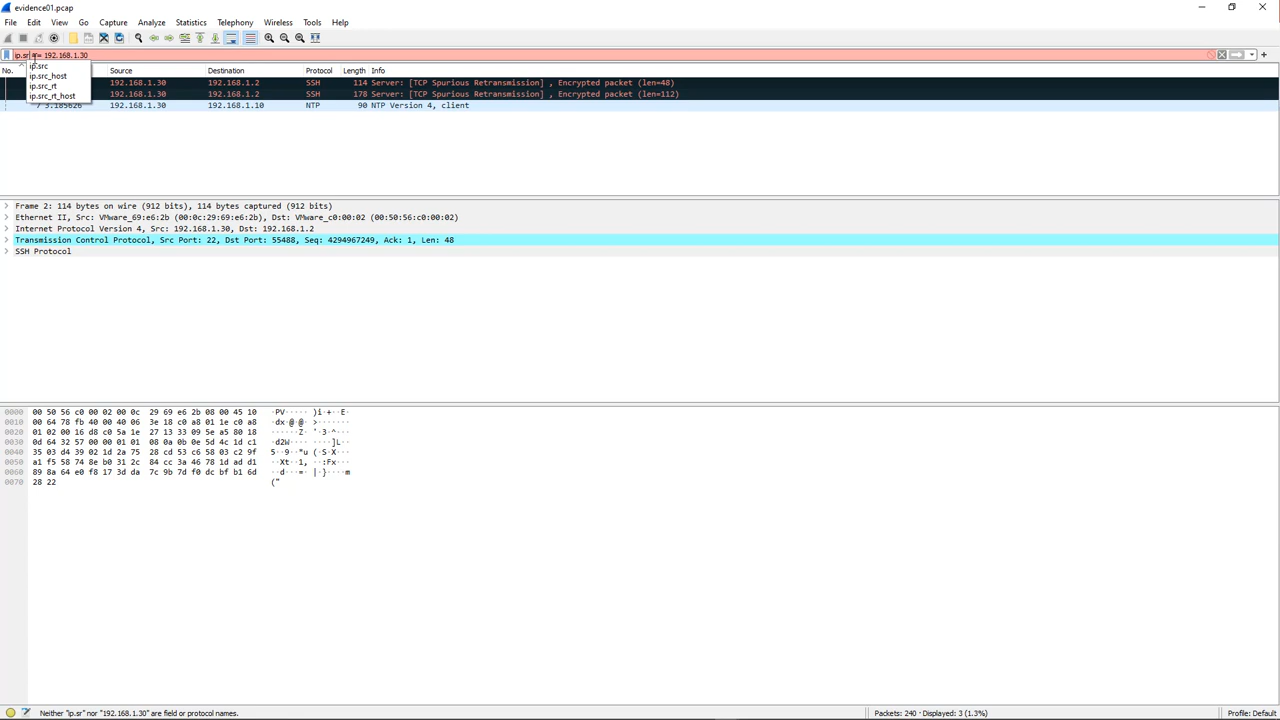 evidence01.pcap
File Edit View Go Capture Analyze Statistics Telephony Wireless Tools Help
ip.sr == 192.168.1.30
ip.src
ip.src_host
ip.src_rt
ip.src_rt_host
No. Source Destination Protocol Length Info
192.168.1.30 192.168.1.2 SSH 114 Server: [TCP Spurious Retransmission] , Encrypted packet (len=48)
192.168.1.30 192.168.1.2 SSH 178 Server: [TCP Spurious Retransmission] , Encrypted packet (len=112)
7 3.185626 192.168.1.30 192.168.1.10 NTP 90 NTP Version 4, client
Frame 2: 114 bytes on wire (912 bits), 114 bytes captured (912 bits)
Ethernet II, Src: VMware_69:e6:2b (00:0c:29:69:e6:2b), Dst: VMware_c0:00:02 (00:50:56:c0:00:02)
Internet Protocol Version 4, Src: 192.168.1.30, Dst: 192.168.1.2
Transmission Control Protocol, Src Port: 22, Dst Port: 55488, Seq: 4294967249, Ack: 1, Len: 48
SSH Protocol
0000 00 50 56 c0 00 02 00 0c 29 69 e6 2b 08 00 45 10 ·PV····· )i·+··E·
0010 00 64 78 fb 40 00 40 06 3e 18 c0 a8 01 1e c0 a8 ·dx·@·@· >·······
0020 01 02 00 16 d8 c0 5a 1e 27 13 33 09 5e a5 80 18 ······Z· '·3·^···
0030 0d 64 32 57 00 00 01 01 08 0a 0b 0e 5d 4c 1d c1 ·d2W···· ····]L··
0040 35 03 d4 39 02 1d 2a 75 28 cd 53 c6 58 03 c2 9f 5··9··*u (·S·X···
0050 a1 f5 58 74 8e b0 31 2c 84 cc 3a 46 78 1d ad d1 ··Xt··1, ··:Fx···
0060 89 8a 64 e0 f8 17 3d da 7c 9b 7d f0 dc bf b1 6d ··d···=· |·}····m
0070 28 22 ("
Neither "ip.sr" nor "192.168.1.30" are field or protocol names. Packets: 240 · Displayed: 3 (1.3%) Profile: Default